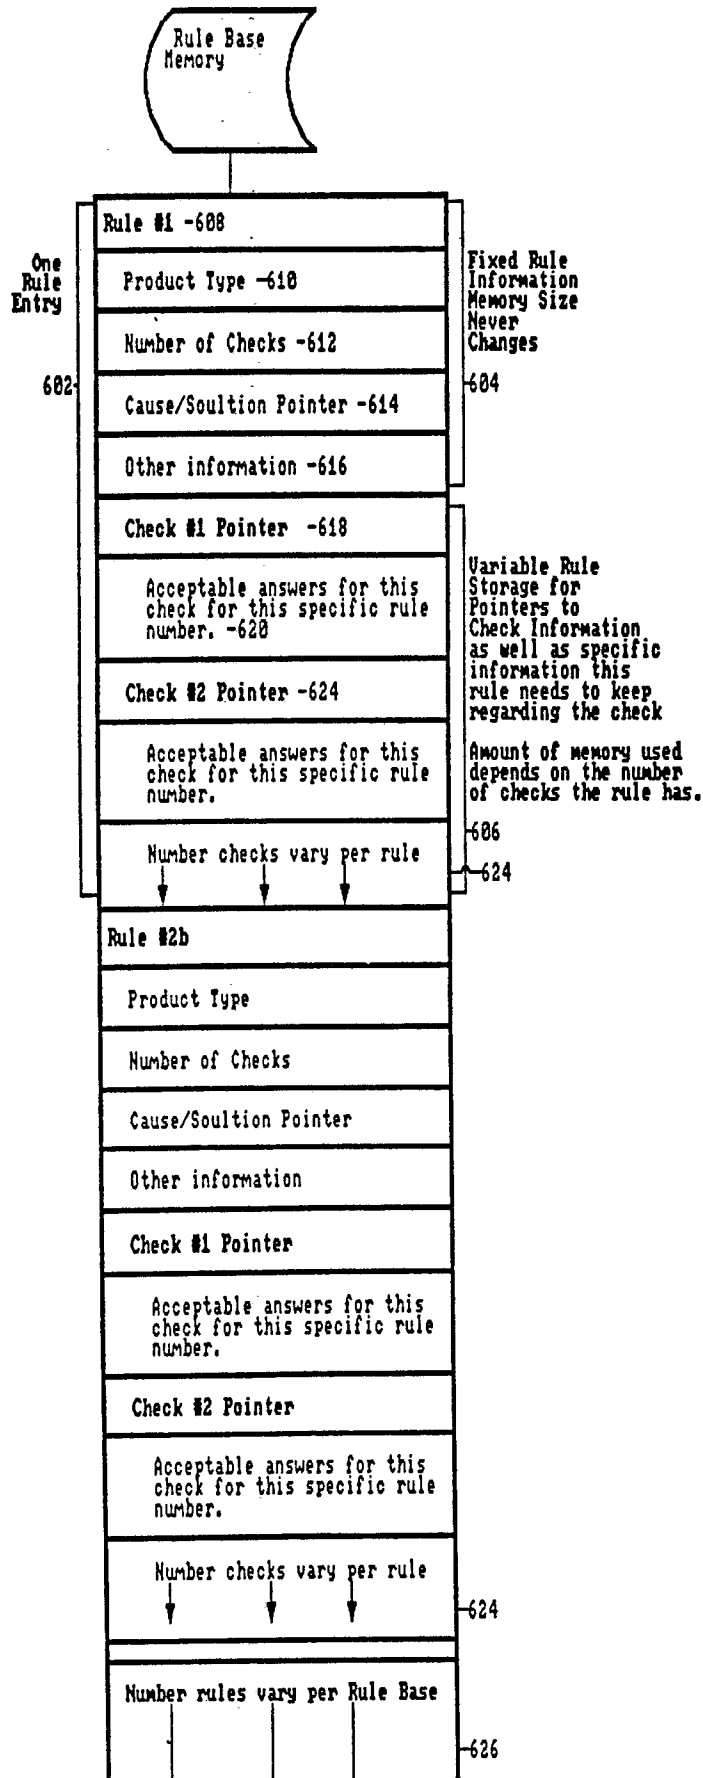 Rule Base
Memory
One
Rule
Entry
602
Rule #1 -608
Product Type -610
Number of Checks -612
Cause/Soultion Pointer -614
Other information -616
Fixed Rule
Information
Memory Size
Never
Changes
604
Check #1 Pointer -618
Acceptable answers for this
check for this specific rule
number. -620
Check #2 Pointer -624
Acceptable answers for this
check for this specific rule
number.
Number checks vary per rule
Variable Rule
Storage for
Pointers to
Check Information
as well as specific
information this
rule needs to keep
regarding the check
Amount of memory used
depends on the number
of checks the rule has.
606
624
Rule #2b
Product Type
Number of Checks
Cause/Soultion Pointer
Other information
Check #1 Pointer
Acceptable answers for this
check for this specific rule
number.
Check #2 Pointer
Acceptable answers for this
check for this specific rule
number.
Number checks vary per rule
624
Number rules vary per Rule Base
626